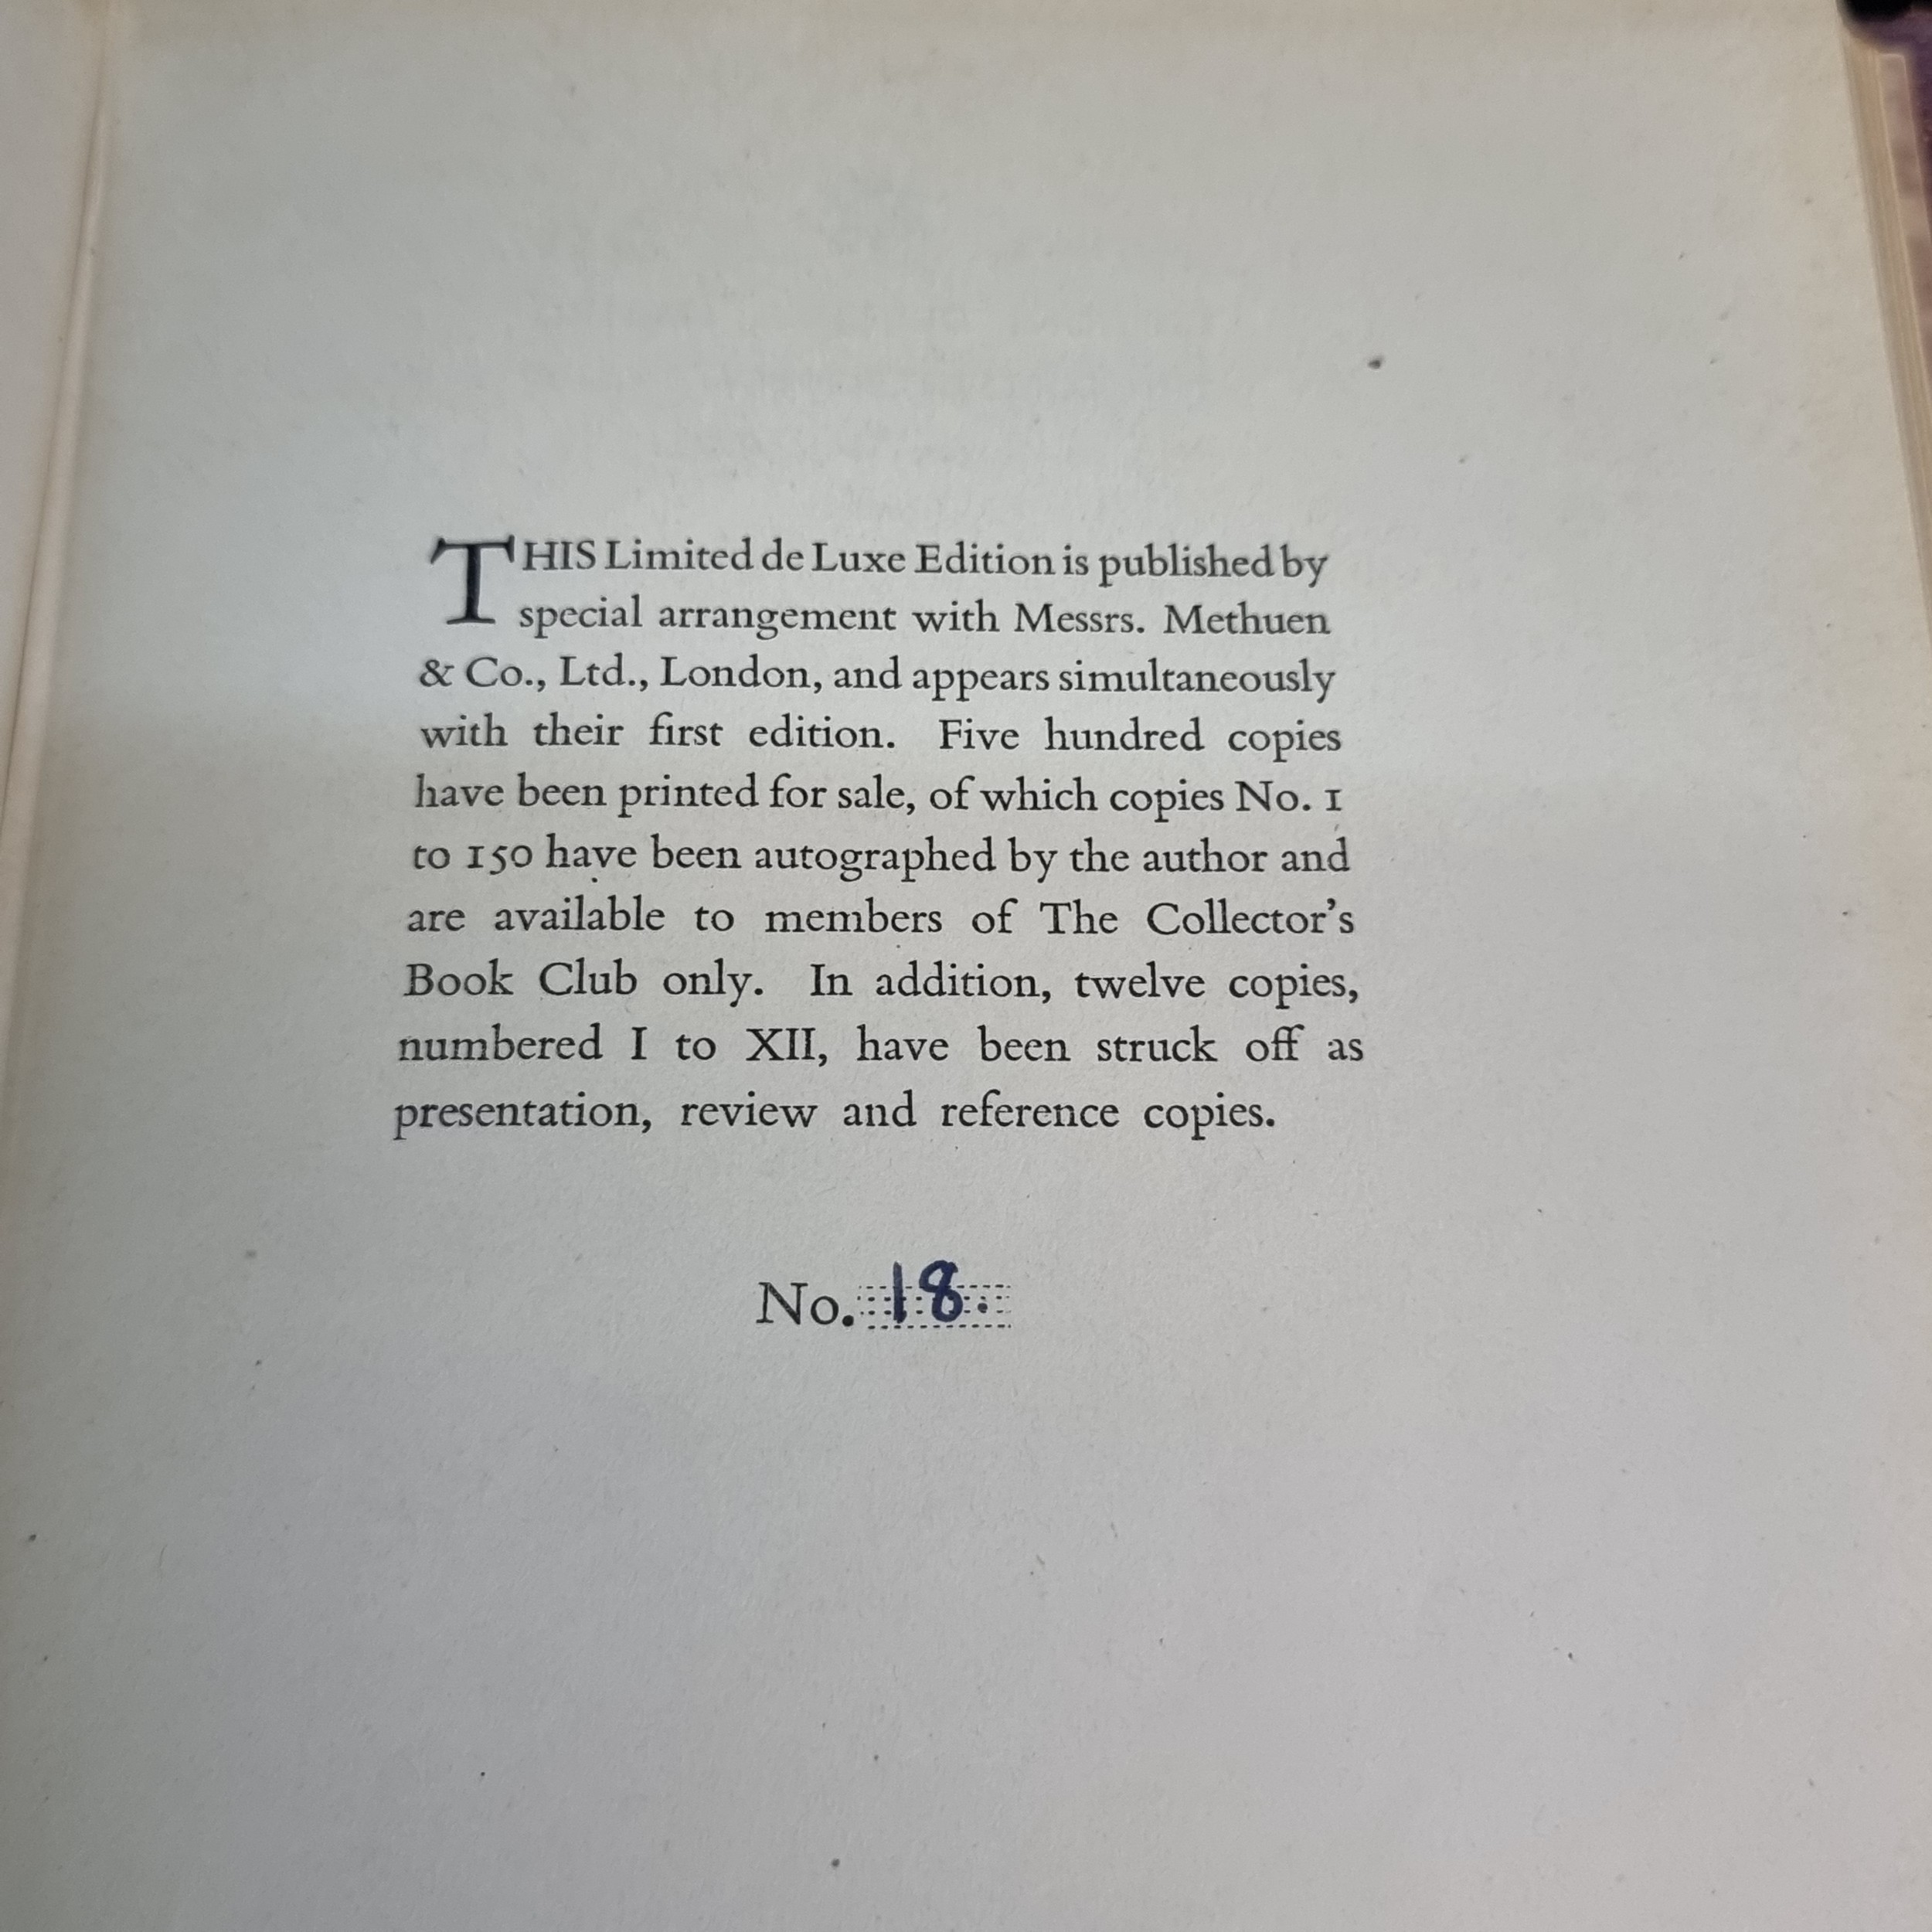 THIS Limited de Luxe Edition is published by
special arrangement with Messrs. Methuen
& Co., Ltd., London, and appears simultaneously
with their first edition. Five hundred copies
have been printed for sale, of which copies No. 1
to 150 have been autographed by the author and
are available to members of The Collector's
Book Club only. In addition, twelve copies,
numbered I to XII, have been struck off as
presentation, review and reference copies.
No. 18.